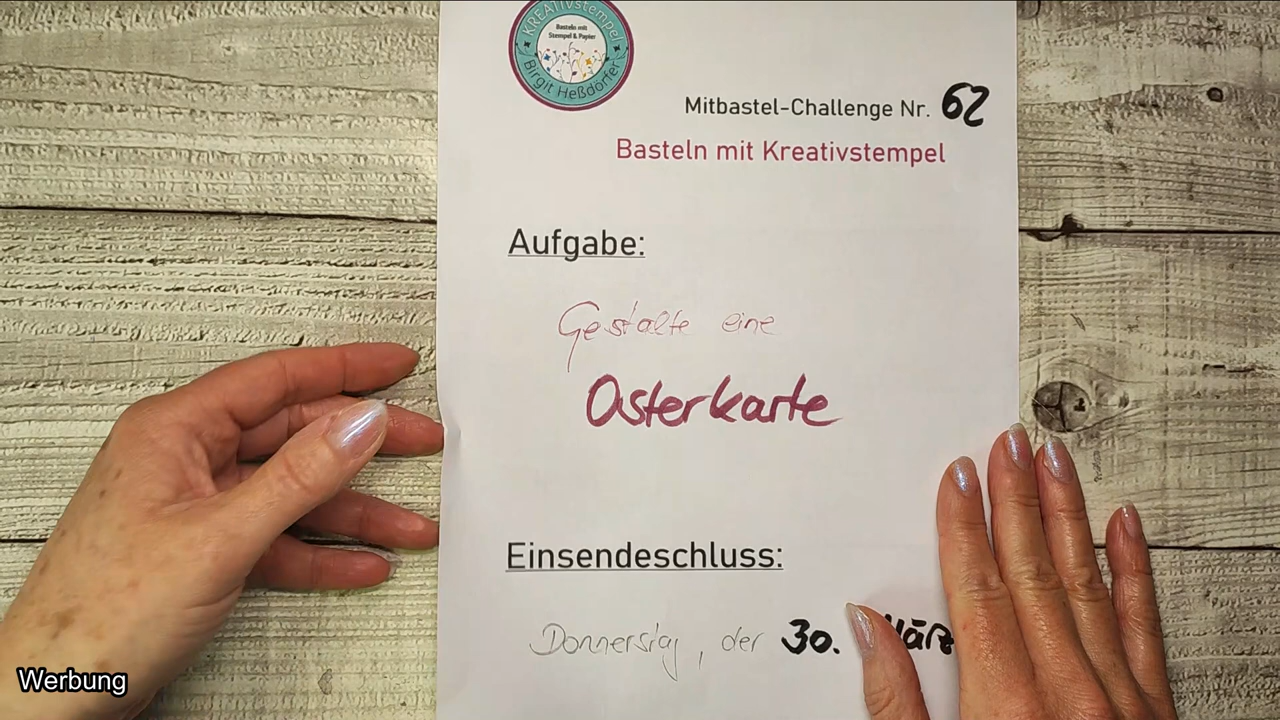 KREATIVstempel
Basteln mit
Stempel & Papier
Birgit Heßdorfer
Mitbastel-Challenge Nr. 62
Basteln mit Kreativstempel
Aufgabe:
Gestalte eine
Osterkarte
Einsendeschluss:
Donnerstag, der 30.
Werbung